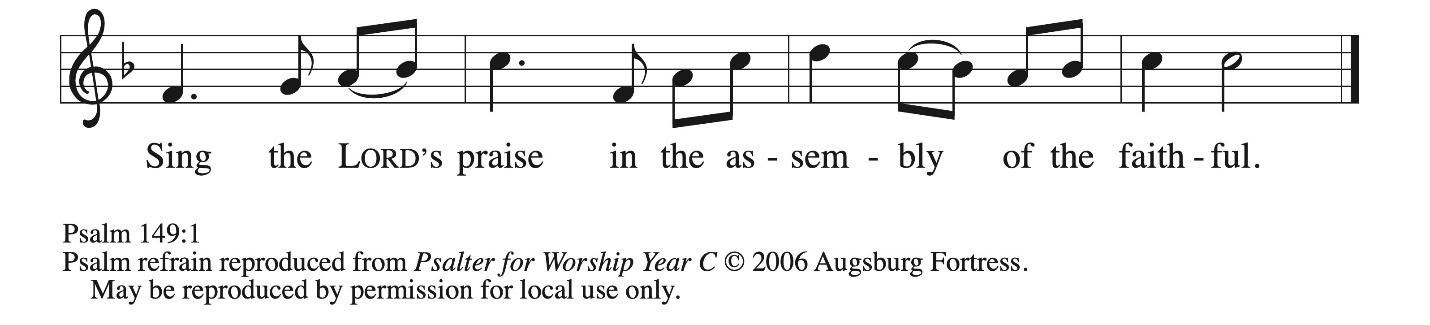 Sing the LORD's praise in the as - sem - bly of the faith - ful.
Psalm 149:1
Psalm refrain reproduced from Psalter for Worship Year C © 2006 Augsburg Fortress.
May be reproduced by permission for local use only.